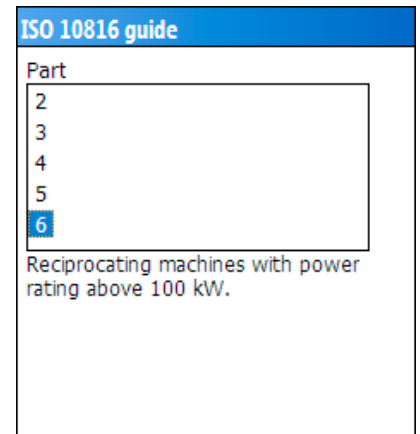 ISO 10816 guide
Part
2
3
4
5
6
Reciprocating machines with power
rating above 100 kW.